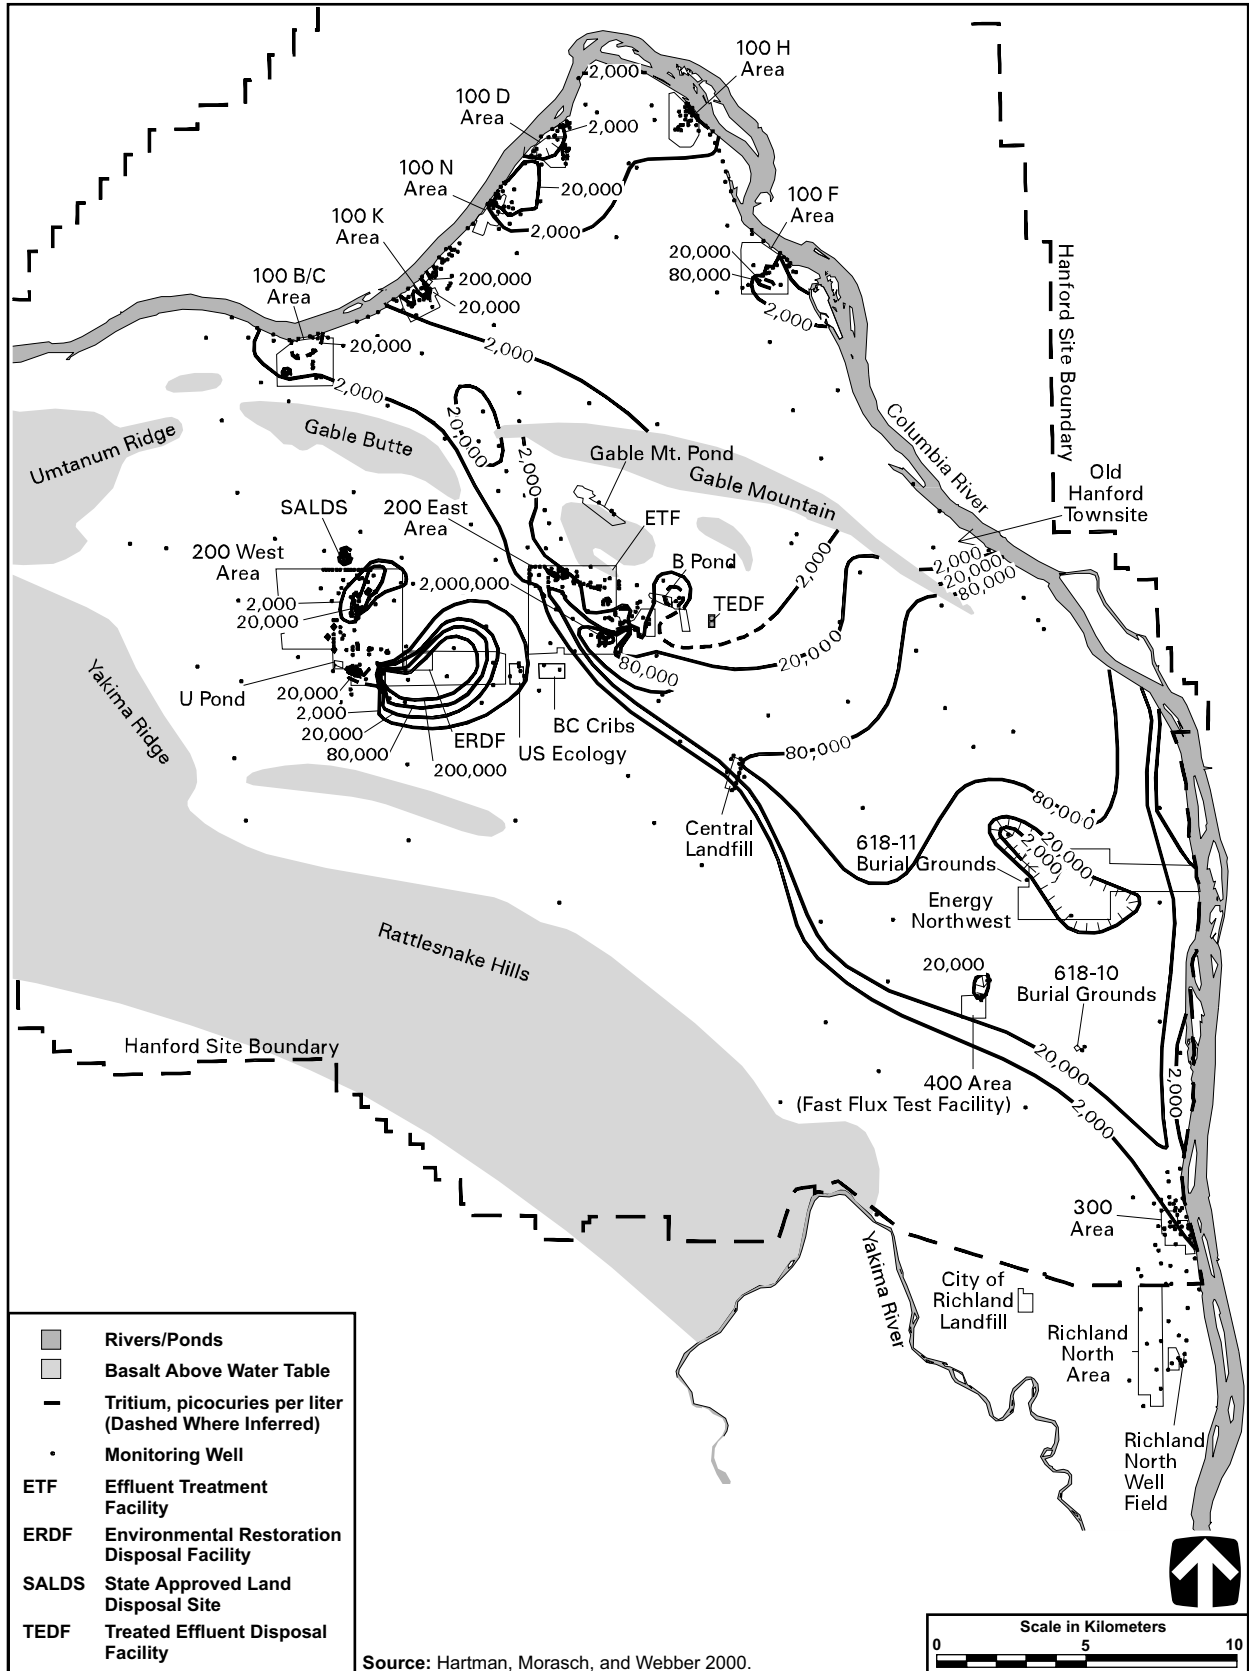 2,000
100 H
Area
100 D
Area
2,000
100 N
Area
20,000
2,000
100 F
Area
100 K
Area
20,000
80,000
2,000
200,000
20,000
100 B/C
Area
20,000
2,000
2,000
Hanford Site Boundary
Columbia River
Umtanum Ridge
Gable Butte
20,000
2,000
Gable Mt. Pond
Gable Mountain
Old
Hanford
Townsite
SALDS
200 East
Area
ETF
200 West
Area
2,000,000
B Pond
2,000
2,000
20,000
80,000
2,000
20,000
TEDF
20,000
80,000
Yakima Ridge
U Pond
20,000
2,000
20,000
80,000
ERDF
200,000
BC Cribs
US Ecology
80,000
Central
Landfill
80,000
618-11
Burial Grounds
20,000
2,000
Energy
Northwest
Rattlesnake Hills
20,000
618-10
Burial Grounds
Hanford Site Boundary
20,000
2,000
400 Area
(Fast Flux Test Facility)
2,000
300
Area
Yakima River
City of
Richland
Landfill
Richland
North
Area
Richland
North
Well
Field
Rivers/Ponds
Basalt Above Water Table
Tritium, picocuries per liter
(Dashed Where Inferred)
Monitoring Well
ETF Effluent Treatment
Facility
ERDF Environmental Restoration
Disposal Facility
SALDS State Approved Land
Disposal Site
TEDF Treated Effluent Disposal
Facility
Source: Hartman, Morasch, and Webber 2000.
Scale in Kilometers
0 5 10